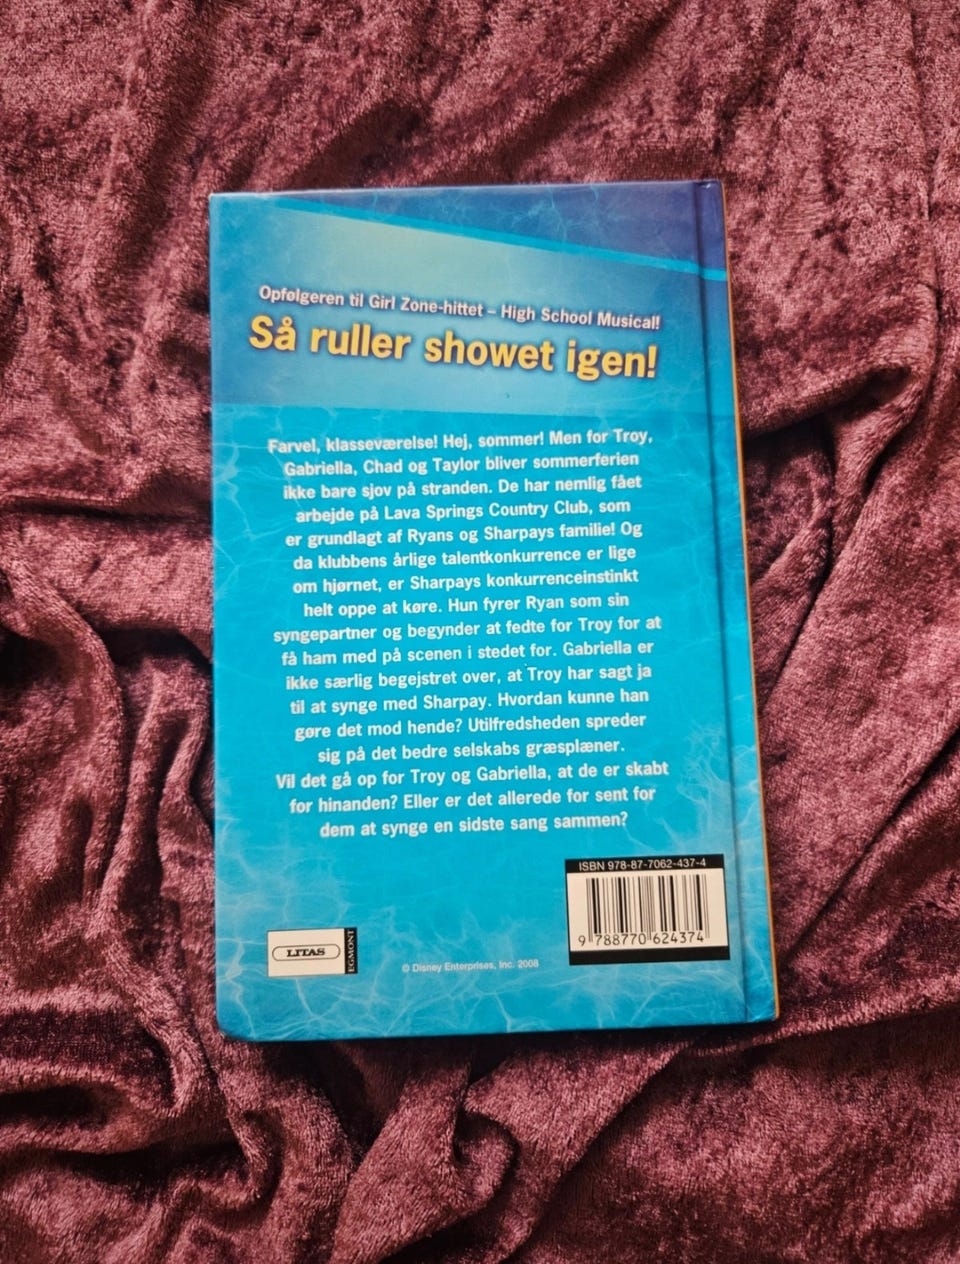 Opfølgeren til Girl Zone-hittet – High School Musical!
Så ruller showet igen!
Farvel, klasseværelse! Hej, sommer! Men for Troy,
Gabriella, Chad og Taylor bliver sommerferien
ikke bare sjov på stranden. De har nemlig fået
arbejde på Lava Springs Country Club, som
er grundlagt af Ryans og Sharpays familie! Og
da klubbens årlige talentkonkurrence er lige
om hjørnet, er Sharpays konkurrenceinstinkt
helt oppe at køre. Hun fyrer Ryan som sin
syngepartner og begynder at fedte for Troy for at
få ham med på scenen i stedet for. Gabriella er
ikke særlig begejstret over, at Troy har sagt ja
til at synge med Sharpay. Hvordan kunne han
gøre det mod hende? Utilfredsheden spreder
sig på det bedre selskabs græsplæner.
Vil det gå op for Troy og Gabriella, at de er skabt
for hinanden? Eller er det allerede for sent for
dem at synge en sidste sang sammen?
ISBN 978-87-7062-437-4
9 788770 624374
LITAS
EGMONT
© Disney Enterprises, Inc. 2008